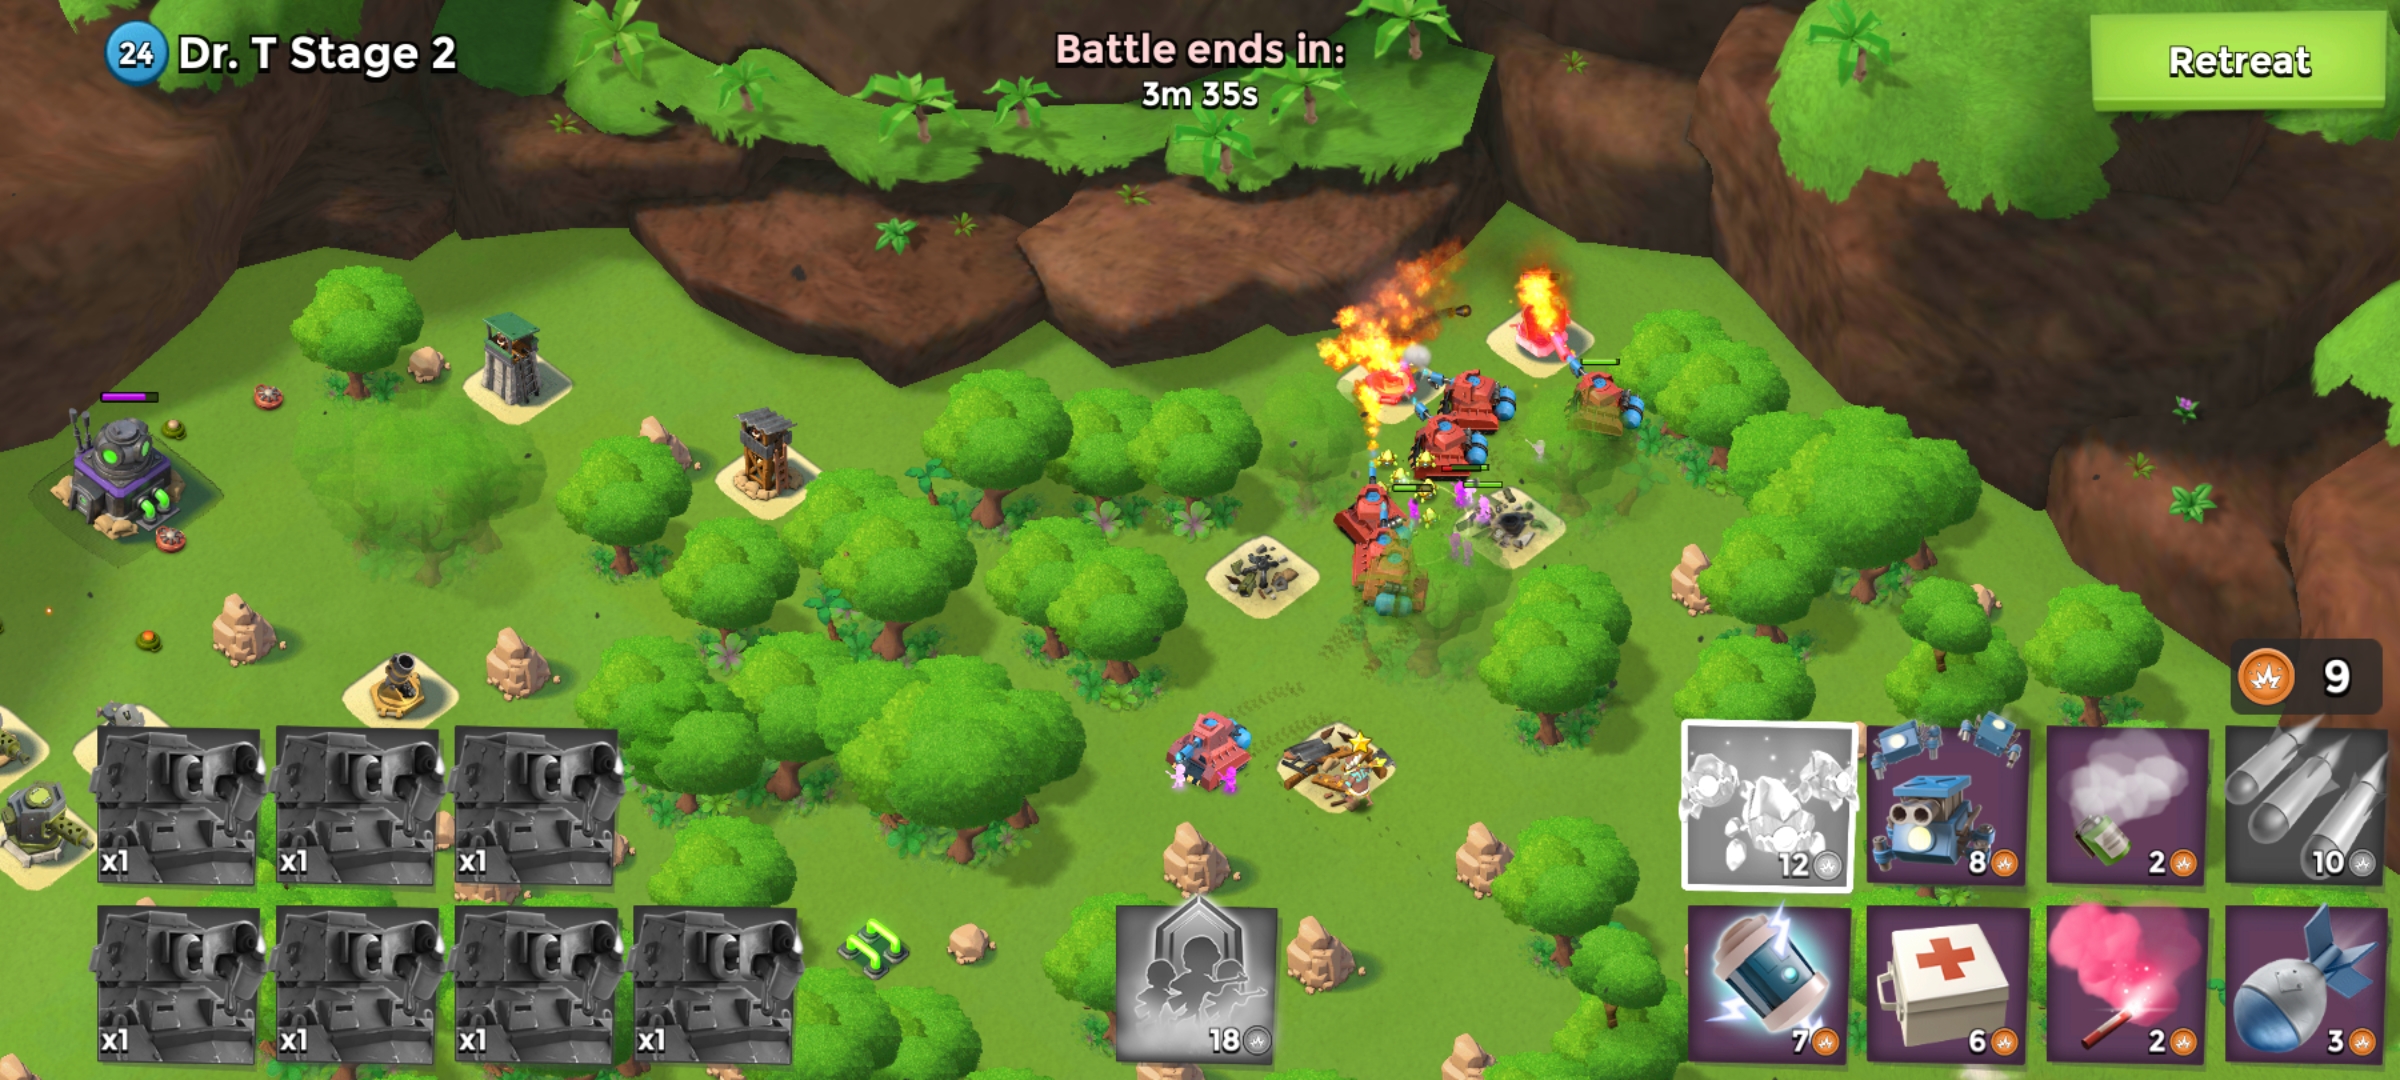 24 Dr. T Stage 2
Battle ends in:
3m 35s
Retreat
9
x1
x1
x1
12
8
2
10
x1
x1
x1
x1
18
7
6
2
3